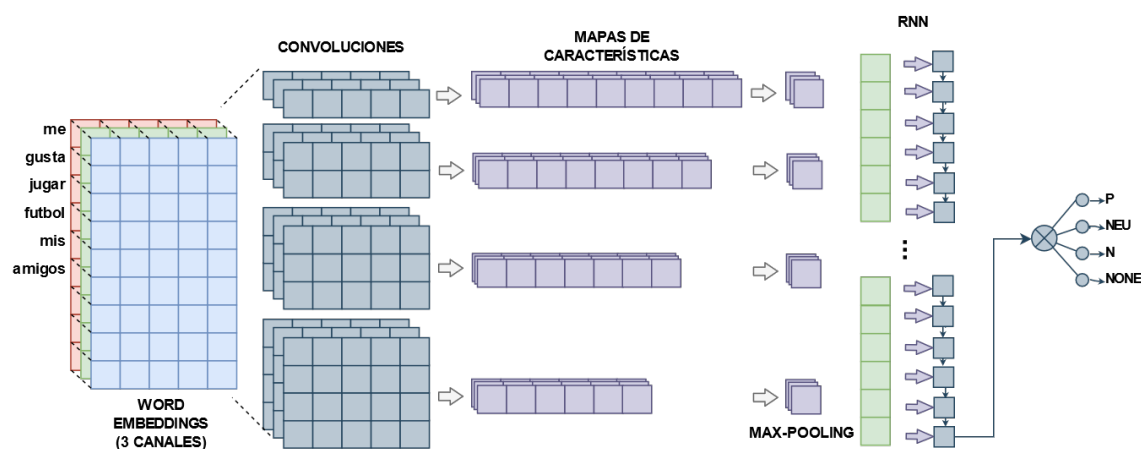 CONVOLUCIONES
MAPAS DE
CARACTERÍSTICAS
RNN
me
gusta
jugar
futbol
mis
amigos
WORD
EMBEDDINGS
(3 CANALES)
MAX-POOLING
...
P
NEU
N
NONE